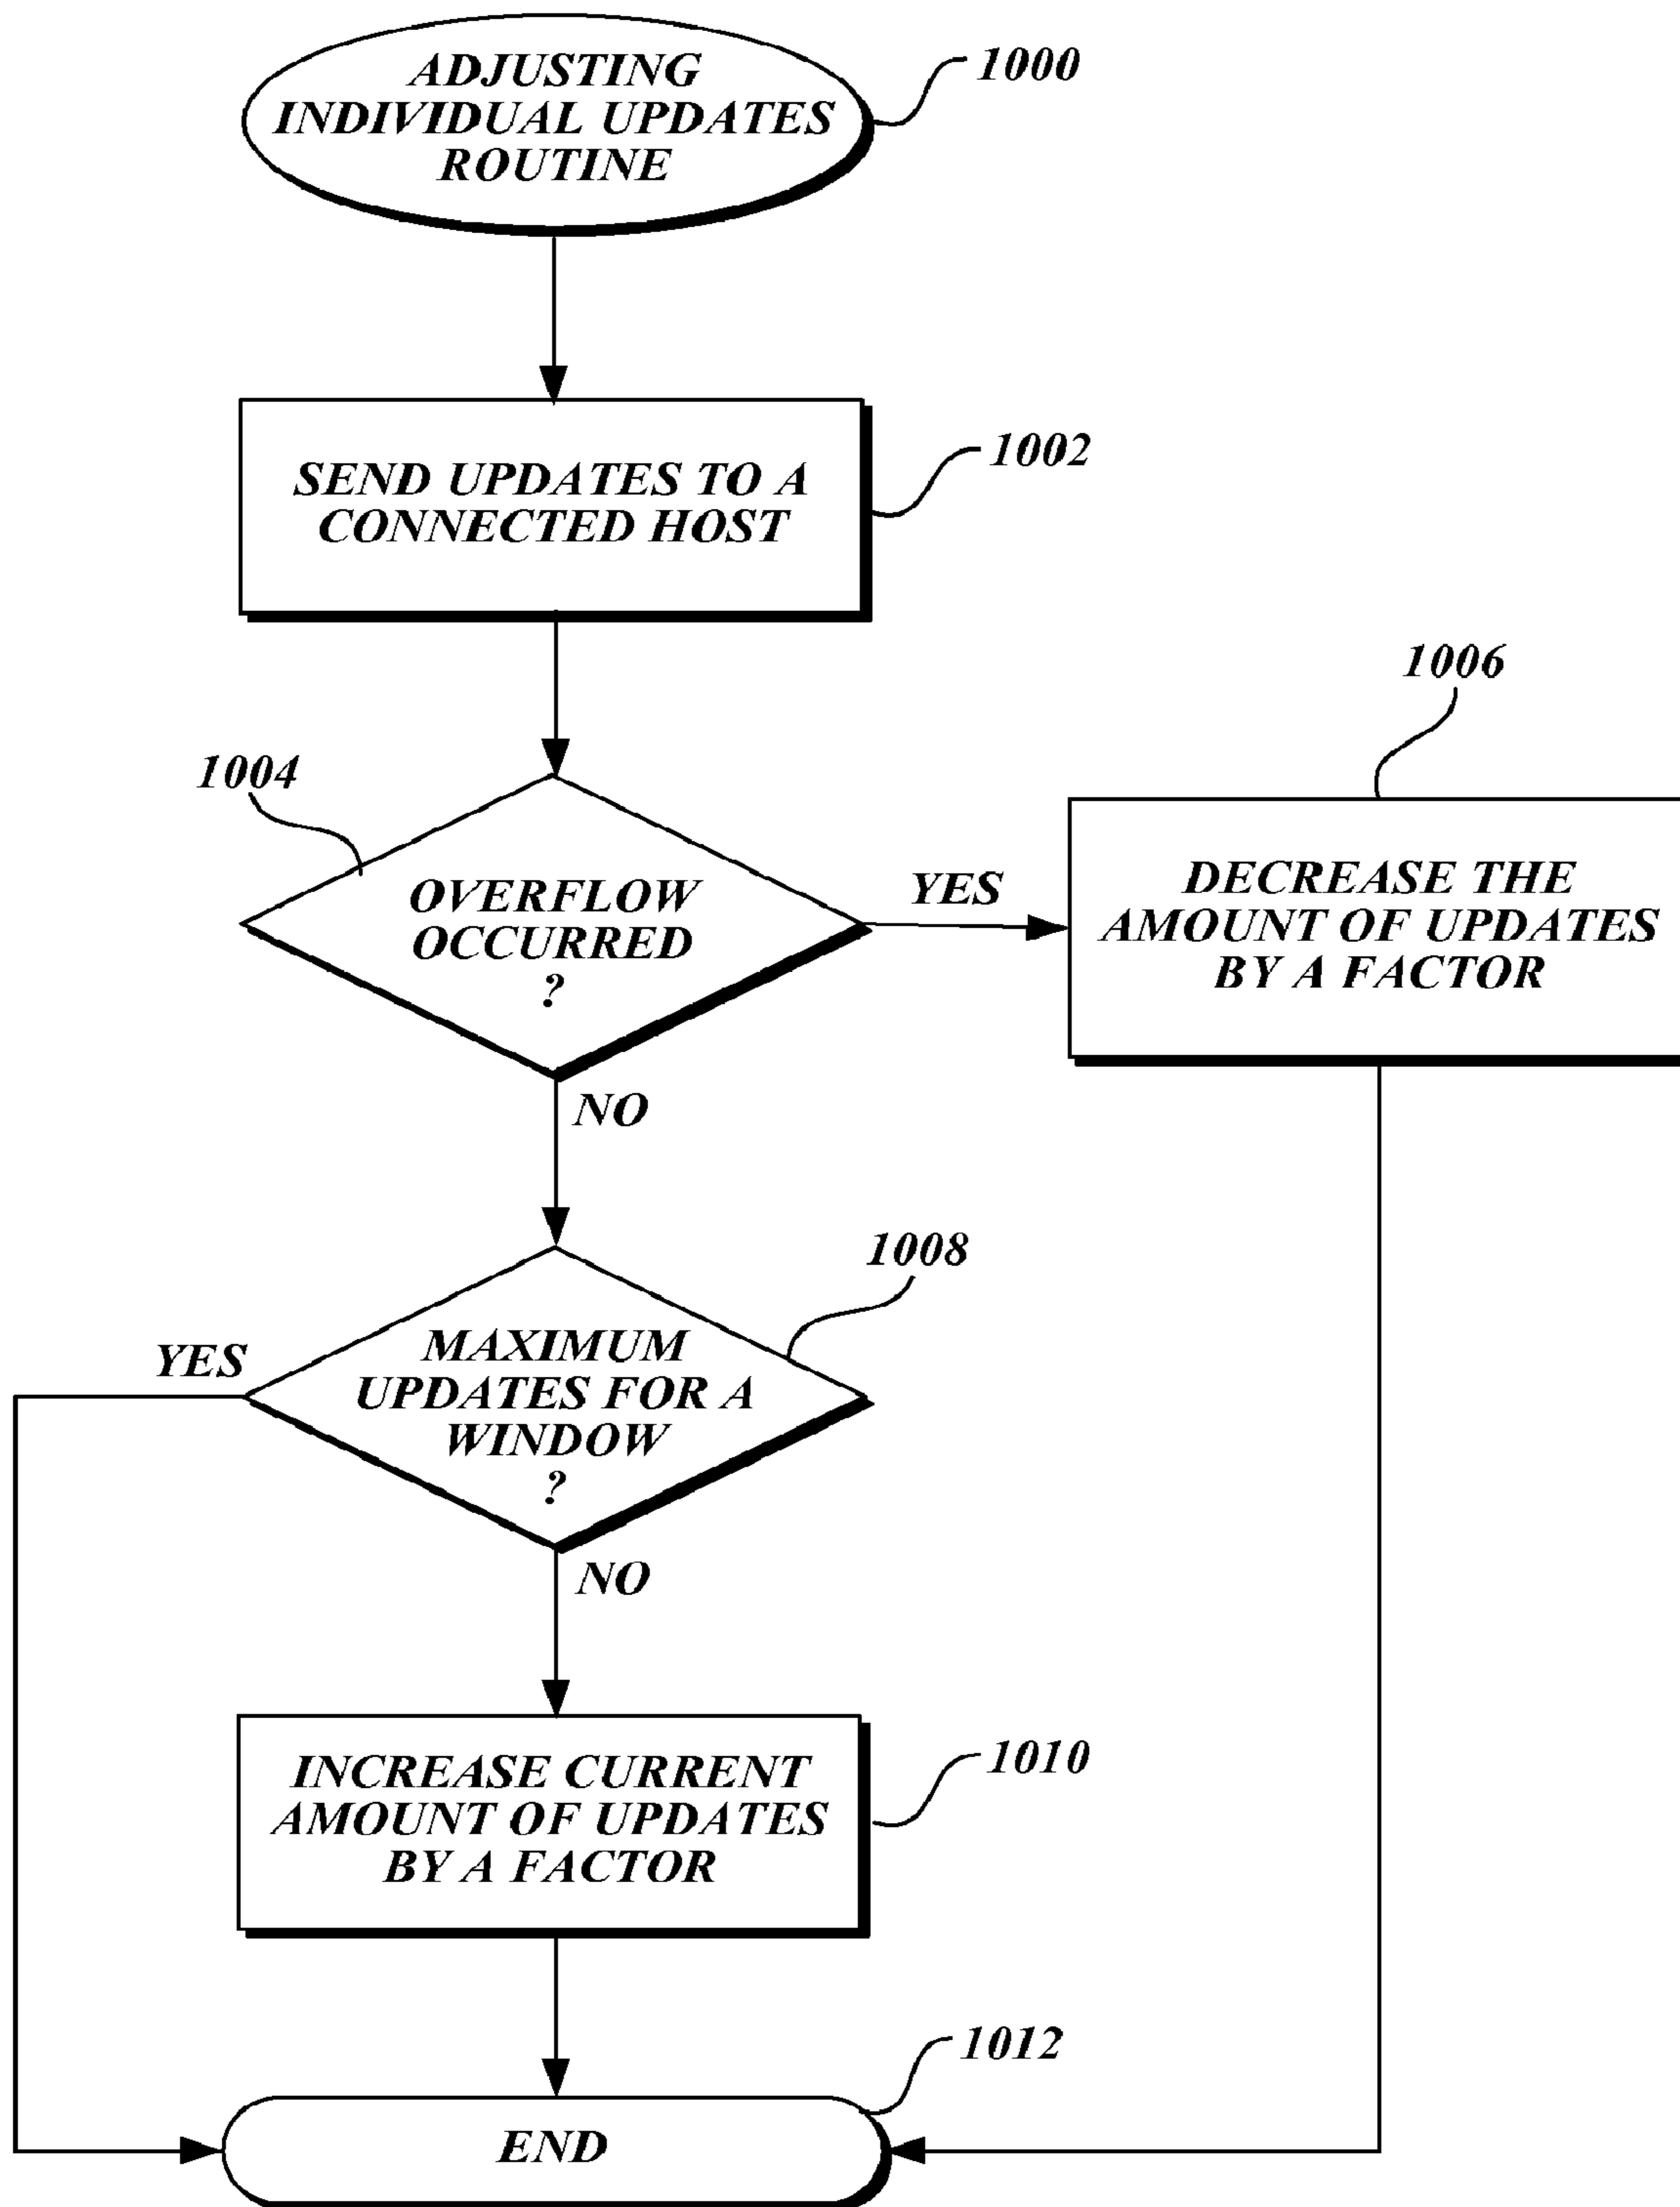 ADJUSTING
INDIVIDUAL UPDATES
ROUTINE
1000
SEND UPDATES TO A
CONNECTED HOST
1002
1004
OVERFLOW
OCCURRED
?
YES
NO
1006
DECREASE THE
AMOUNT OF UPDATES
BY A FACTOR
1008
MAXIMUM
UPDATES FOR A
WINDOW
?
YES
NO
INCREASE CURRENT
AMOUNT OF UPDATES
BY A FACTOR
1010
1012
END